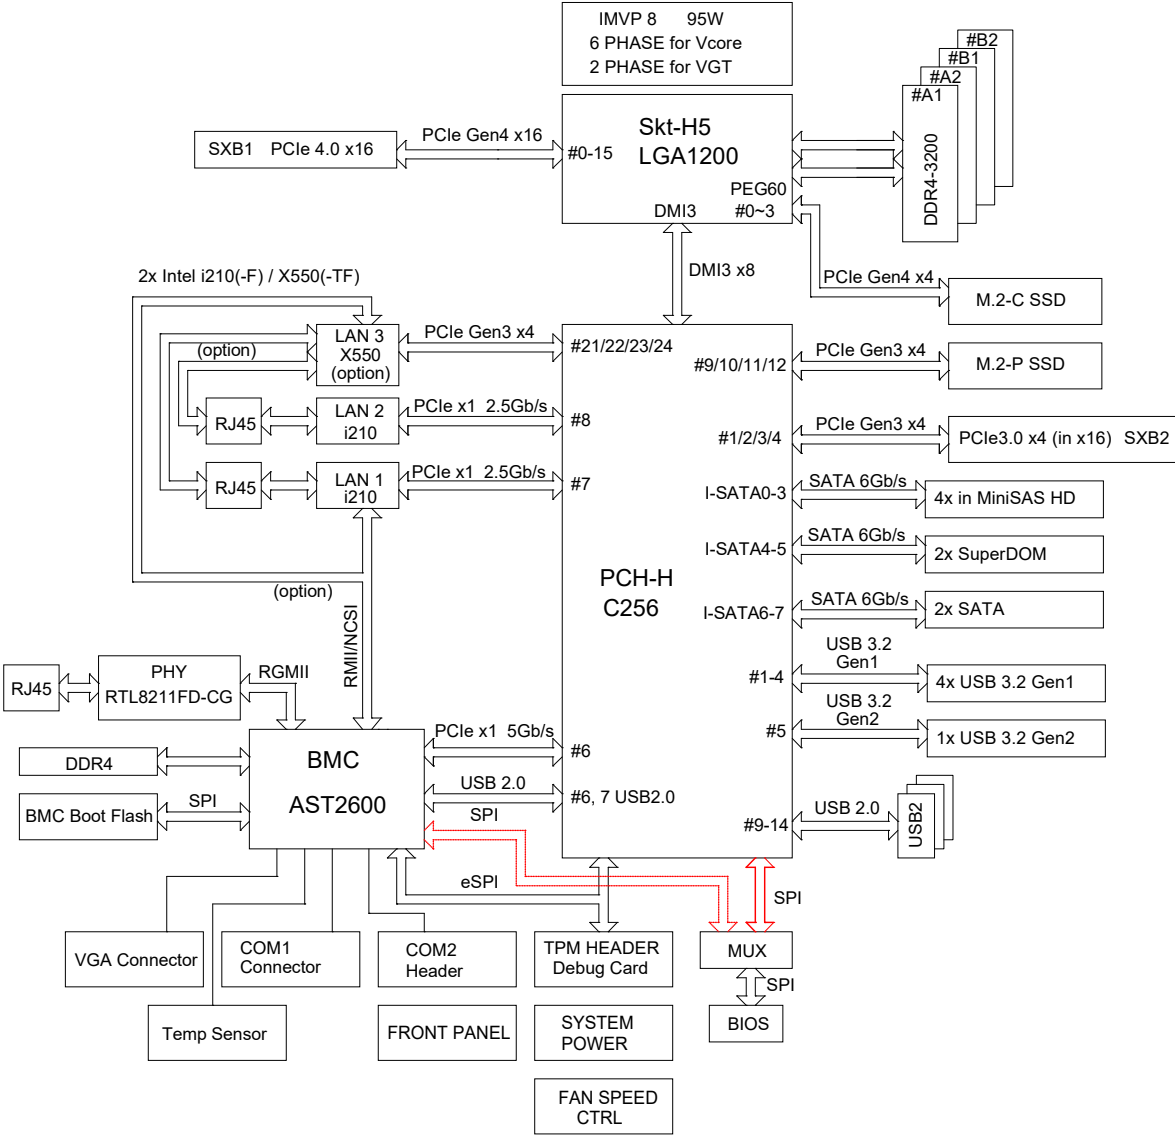 IMVP 8 95W
6 PHASE for Vcore
2 PHASE for VGT
#B2
#B1
#A2
#A1
DDR4-3200
Skt-H5
LGA1200
#0-15
PEG60
DMI3 #0~3
SXB1 PCIe 4.0 x16
PCIe Gen4 x16
DMI3 x8
PCIe Gen4 x4
M.2-C SSD
2x Intel i210(-F) / X550(-TF)
LAN 3
X550
(option)
(option)
PCIe Gen3 x4
#21/22/23/24
#9/10/11/12
PCIe Gen3 x4
M.2-P SSD
RJ45
LAN 2
i210
PCIe x1 2.5Gb/s
#8
#1/2/3/4
PCIe Gen3 x4
PCIe3.0 x4 (in x16) SXB2
RJ45
LAN 1
i210
PCIe x1 2.5Gb/s
#7
I-SATA0-3
SATA 6Gb/s
4x in MiniSAS HD
I-SATA4-5
SATA 6Gb/s
2x SuperDOM
PCH-H
C256
(option)
I-SATA6-7
SATA 6Gb/s
2x SATA
RMII/NCSI
USB 3.2
Gen1
#1-4
4x USB 3.2 Gen1
RJ45
PHY
RTL8211FD-CG
RGMII
USB 3.2
Gen2
#5
1x USB 3.2 Gen2
BMC
AST2600
PCIe x1 5Gb/s
#6
DDR4
USB 2.0
#6, 7 USB2.0
BMC Boot Flash
SPI
SPI
#9-14
USB 2.0
USB2
eSPI
SPI
VGA Connector
COM1
Connector
COM2
Header
TPM HEADER
Debug Card
MUX
SPI
Temp Sensor
FRONT PANEL
SYSTEM
POWER
BIOS
FAN SPEED
CTRL